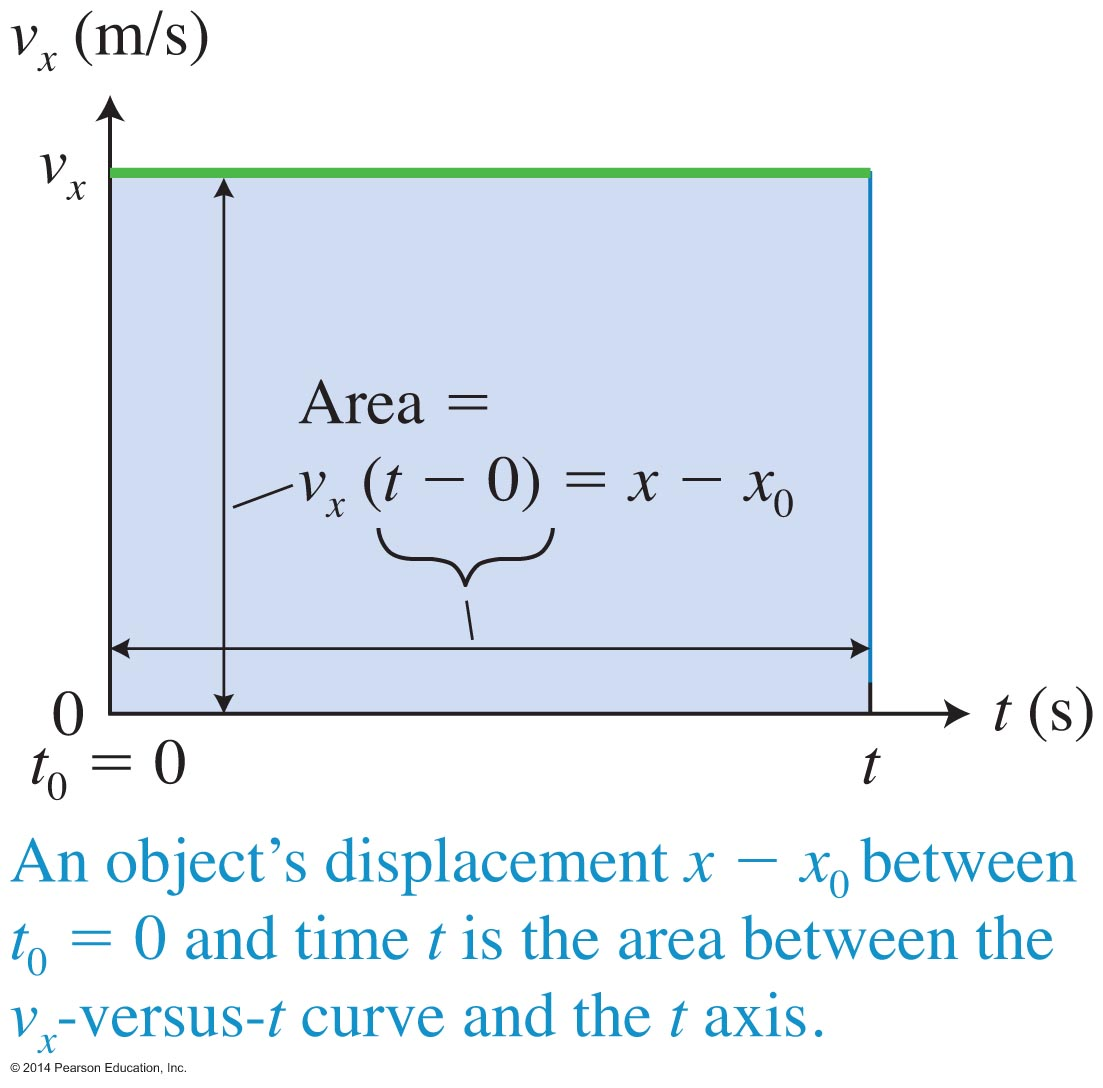 vₓ (m/s)
vₓ
Area =
vₓ (t − 0) = x − x₀
0
t (s)
t₀ = 0
t
An object’s displacement x − x₀ between
t₀ = 0 and time t is the area between the
vₓ-versus-t curve and the t axis.
© 2014 Pearson Education, Inc.